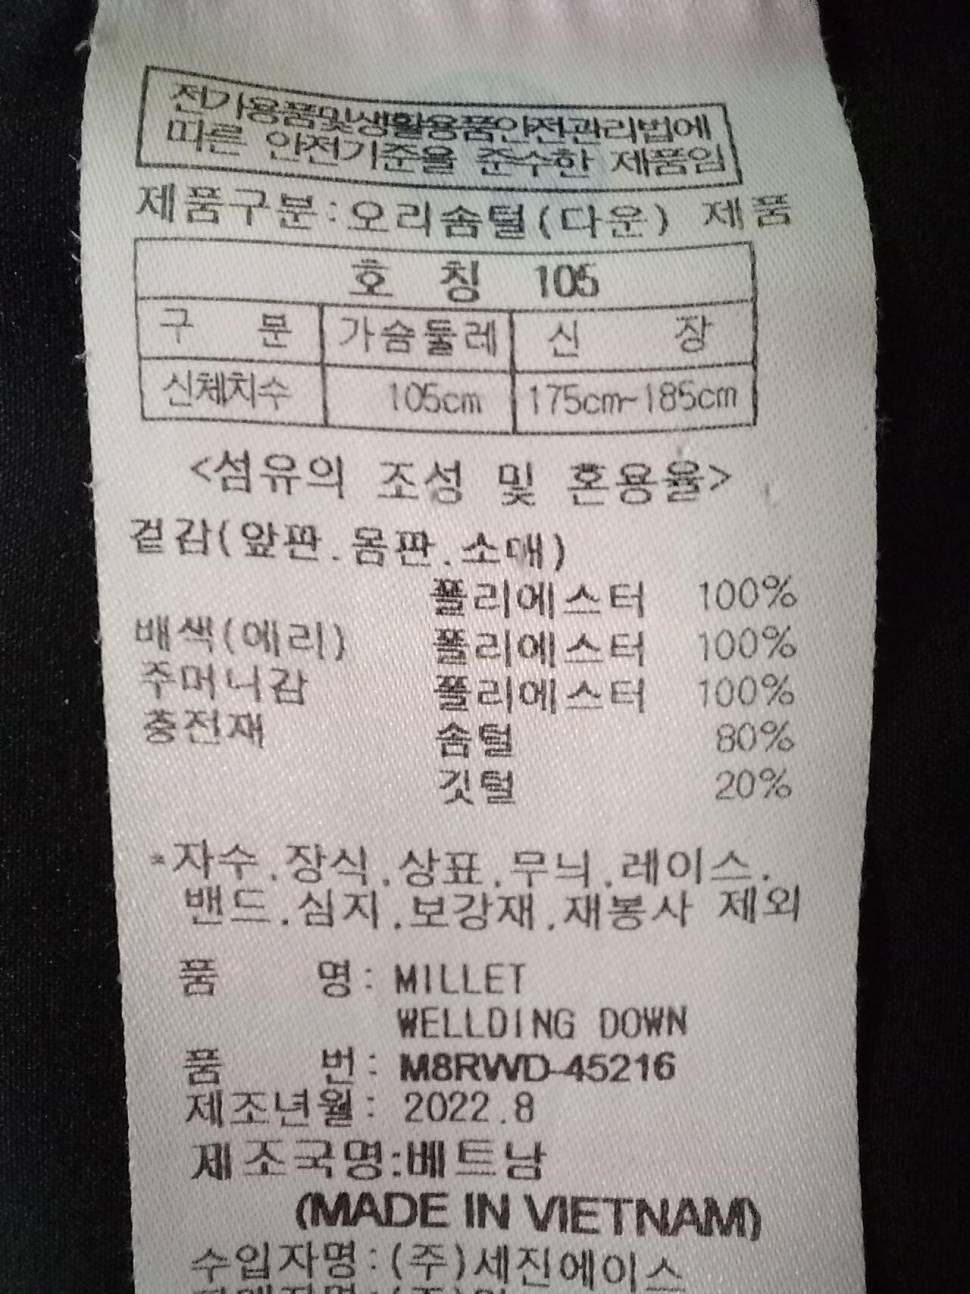 전기용품및생활용품안전관리법에
따른 안전기준을 준수한 제품임
제품구분:오리솜털(다운) 제품
호 칭 105
구 분 가슴둘레 신 장
신체치수 105cm 175cm~185cm
<섬유의 조성 및 혼용율>
겉감(앞판.몸판.소매)
폴리에스터 100%
배색(에리) 폴리에스터 100%
주머니감 폴리에스터 100%
충전재 솜털 80%
깃털 20%
*자수.장식.상표.무늬.레이스.
밴드.심지.보강재.재봉사 제외
품 명: MILLET
WELLDING DOWN
품 번: M8RWD-45216
제조년월: 2022.8
제조국명:베트남
(MADE IN VIETNAM)
수입자명:(주)세진에이스